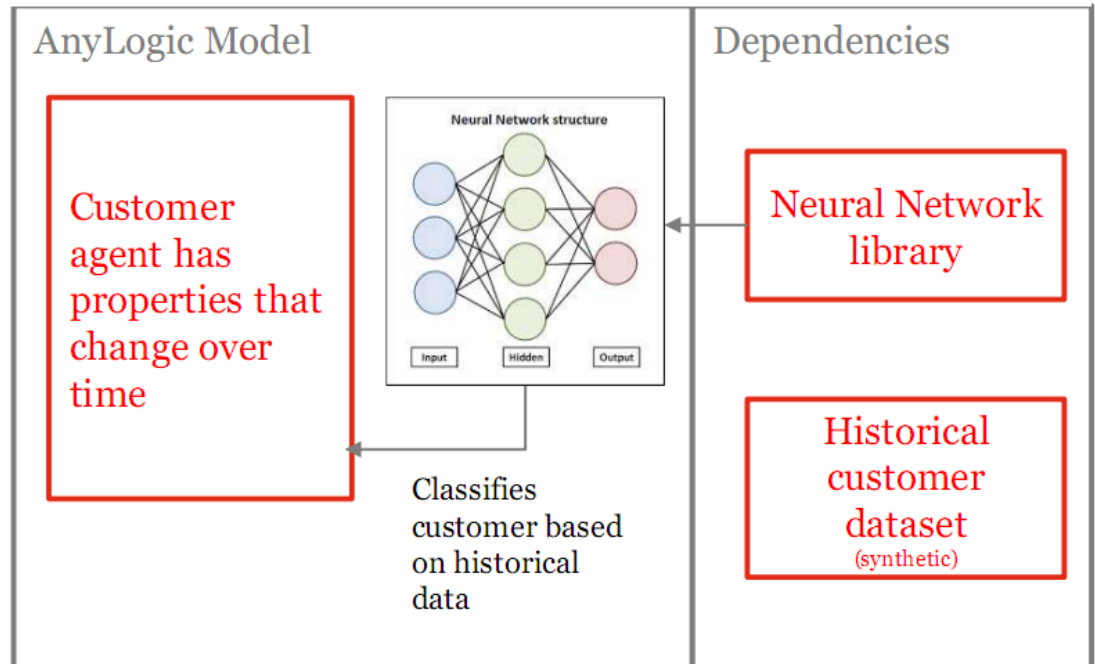 AnyLogic Model
Customer
agent has
properties that
change over
time
Neural Network structure
Input
Hidden
Output
Classifies
customer based
on historical
data
Dependencies
Neural Network
library
Historical
customer
dataset
(synthetic)